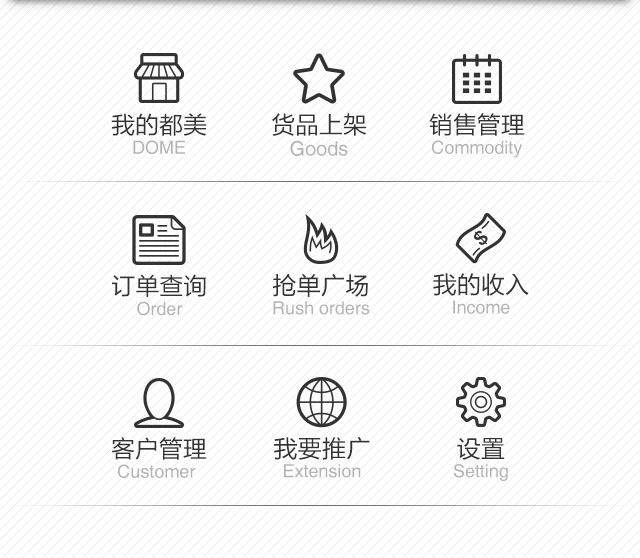 我的都美 货品上架 销售管理
DOME Goods Commodity
订单查询 抢单广场 我的收入
Order Rush orders Income
客户管理 我要推广 设置
Customer Extension Setting